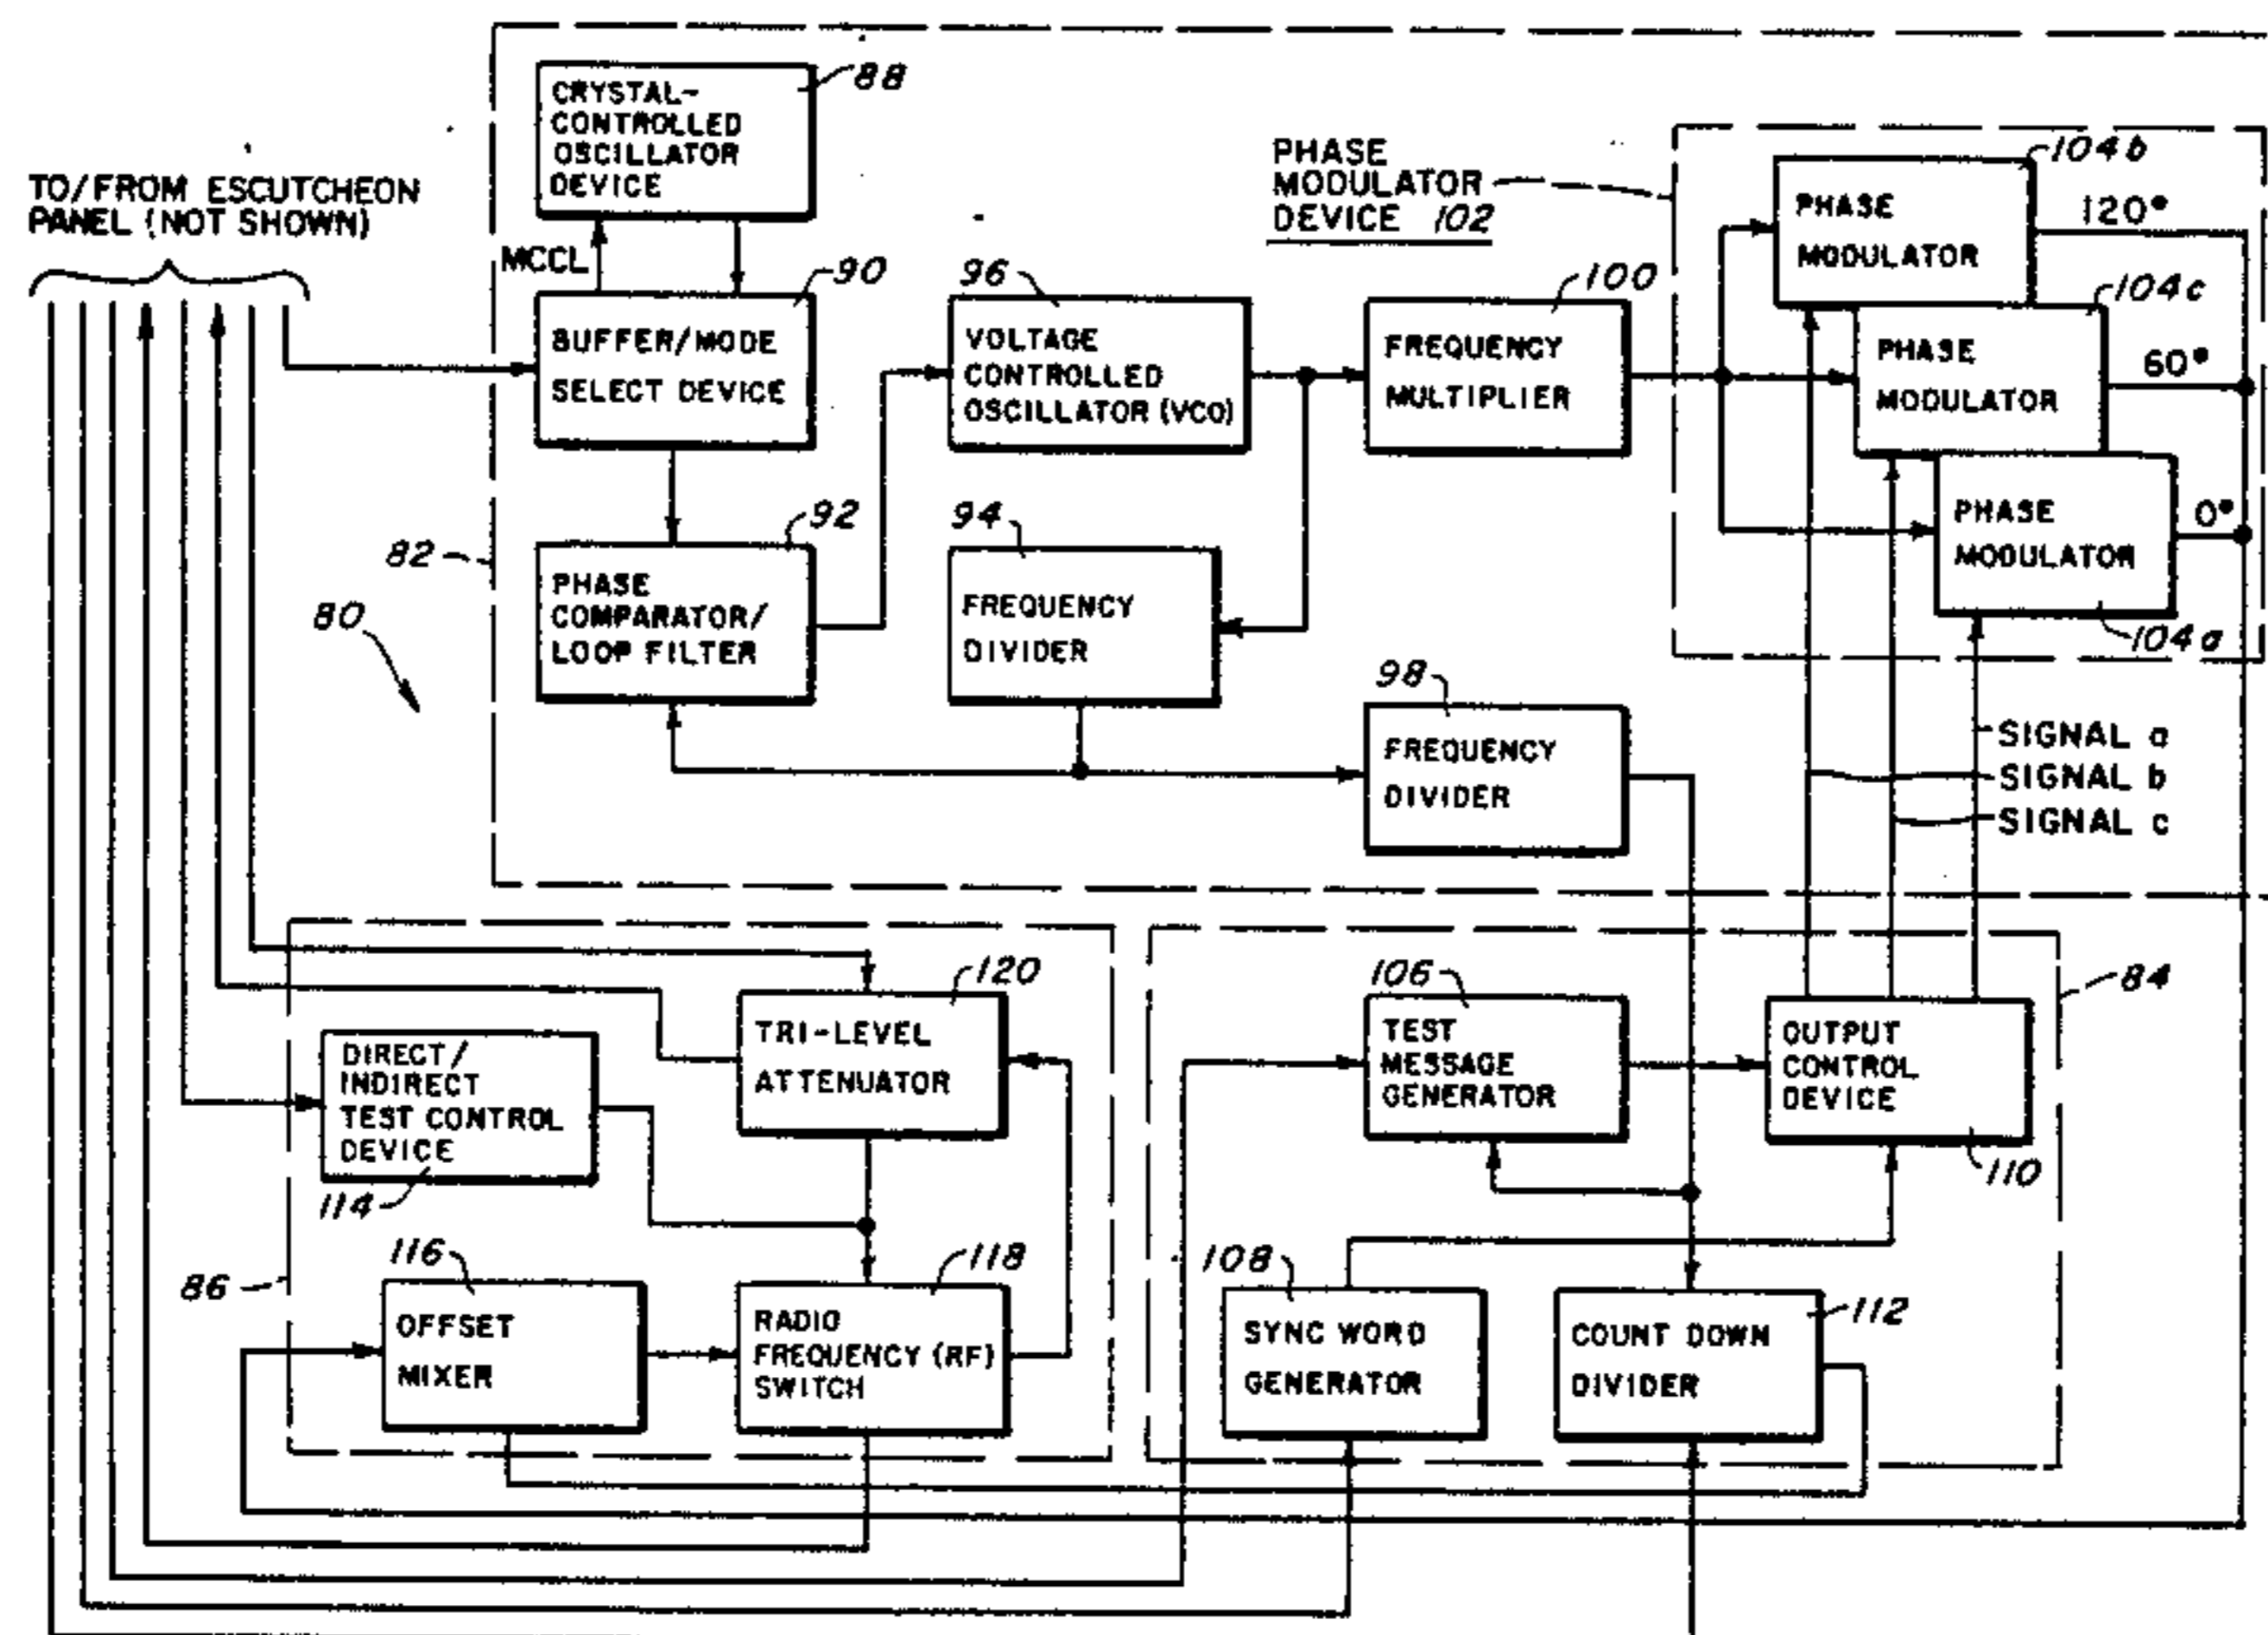 CRYSTAL-
CONTROLLED
OSCILLATOR
DEVICE
88
TO/FROM ESCUTCHEON
PANEL (NOT SHOWN)
MCCL
BUFFER/MODE
SELECT DEVICE
90
96
VOLTAGE
CONTROLLED
OSCILLATOR (VCO)
100
FREQUENCY
MULTIPLIER
PHASE
MODULATOR
DEVICE 102
104b
PHASE
MODULATOR
120°
104c
PHASE
MODULATOR
60°
PHASE
MODULATOR
0°
104a
82
92
PHASE
COMPARATOR/
LOOP FILTER
94
FREQUENCY
DIVIDER
80
98
FREQUENCY
DIVIDER
SIGNAL a
SIGNAL b
SIGNAL c
120
TRI-LEVEL
ATTENUATOR
DIRECT/
INDIRECT
TEST CONTROL
DEVICE
114
106
TEST
MESSAGE
GENERATOR
84
OUTPUT
CONTROL
DEVICE
110
86
116
OFFSET
MIXER
118
RADIO
FREQUENCY (RF)
SWITCH
108
SYNC WORD
GENERATOR
112
COUNT DOWN
DIVIDER